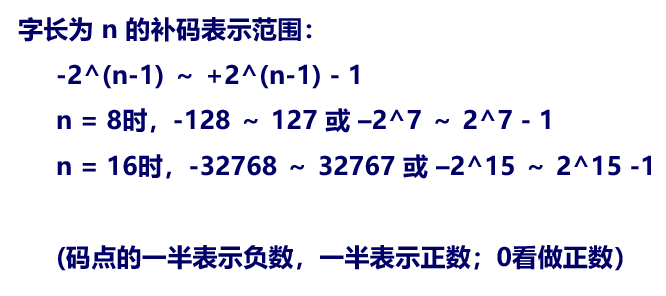 字长为 n 的补码表示范围：
-2^(n-1) ~ +2^(n-1) - 1
n = 8时，-128 ~ 127 或 –2^7 ~ 2^7 - 1
n = 16时，-32768 ~ 32767 或 –2^15 ~ 2^15 -1
(码点的一半表示负数，一半表示正数；0看做正数)